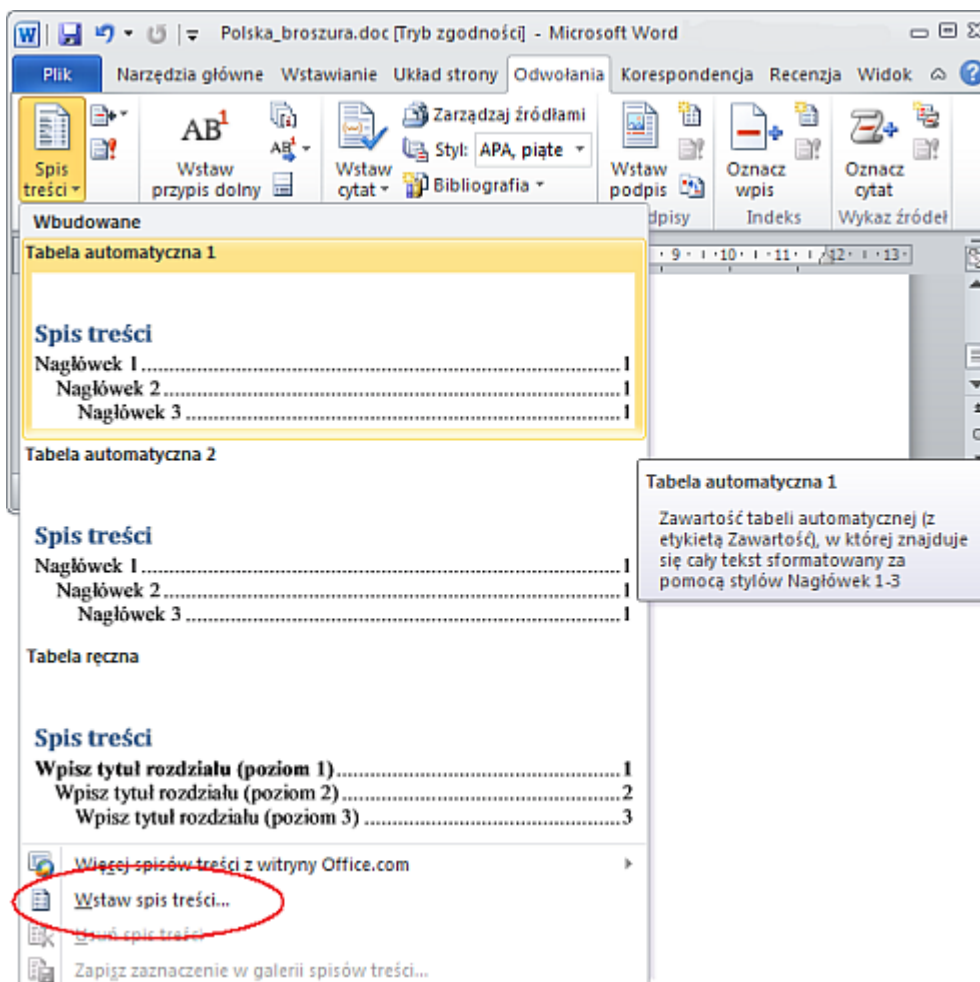 Polska_broszura.doc [Tryb zgodności] - Microsoft Word
Plik Narzędzia główne Wstawianie Układ strony Odwołania Korespondencja Recenzja Widok
Spis treści
AB1 Wstaw przypis dolny
AB1
Wstaw cytat
Zarządzaj źródłami
Styl: APA, piąte
Bibliografia
Wstaw podpis
Oznacz wpis
Oznacz cytat
Indeks Wykaz źródeł
Wbudowane
9 10 11 12 13
Tabela automatyczna 1
Spis treści
Nagłówek 1.....1
Nagłówek 2.....1
Nagłówek 3.....1
Tabela automatyczna 2
Spis treści
Nagłówek 1.....1
Nagłówek 2.....1
Nagłówek 3.....1
Tabela automatyczna 1
Zawartość tabeli automatycznej (z
etykietą Zawartość), w której znajduje
się cały tekst sformatowany za
pomocą stylów Nagłówek 1-3
Tabela ręczna
Spis treści
Wpisz tytuł rozdziału (poziom 1).....1
Wpisz tytuł rozdziału (poziom 2).....2
Wpisz tytuł rozdziału (poziom 3).....3
Więcej spisów treści z witryny Office.com
Wstaw spis treści...
Usuń spis treści
Zapisz zaznaczenie w galerii spisów treści...